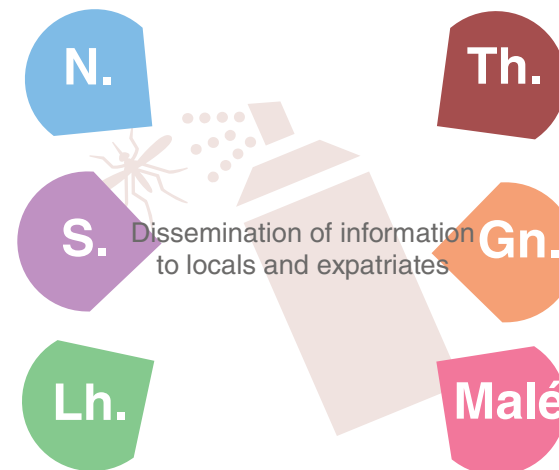 N.
Th.
S.
Dissemination of information
to locals and expatriates
Gn.
Lh.
Malé